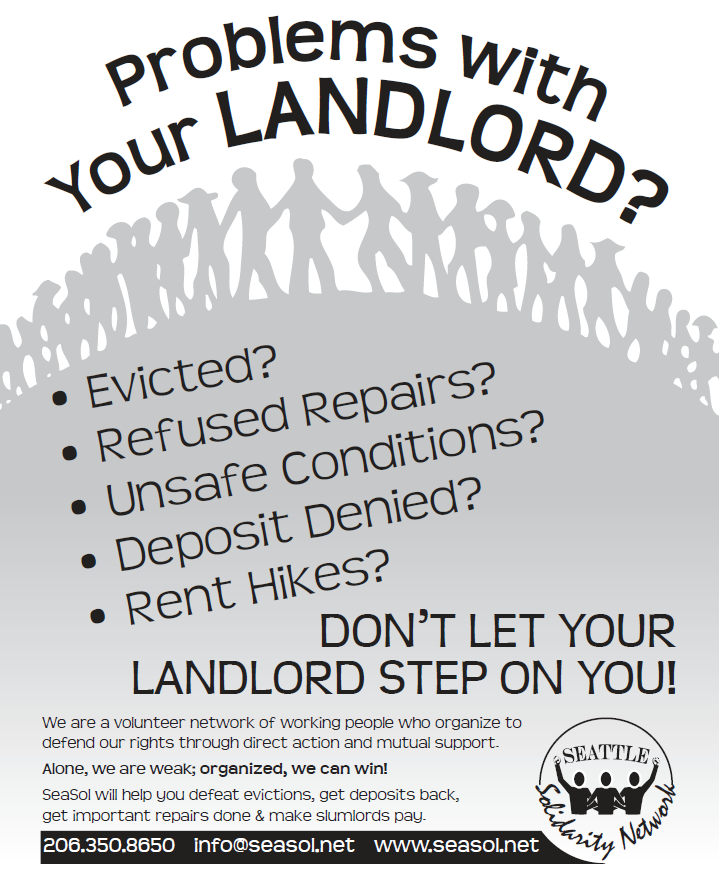 Problems with
Your LANDLORD?
• Evicted?
• Refused Repairs?
• Unsafe Conditions?
• Deposit Denied?
• Rent Hikes?
DON'T LET YOUR
LANDLORD STEP ON YOU!
We are a volunteer network of working people who organize to
defend our rights through direct action and mutual support.
Alone, we are weak; organized, we can win!
SeaSol will help you defeat evictions, get deposits back,
get important repairs done & make slumlords pay.
206.350.8650 info@seasol.net www.seasol.net
SEATTLE
Solidarity Network